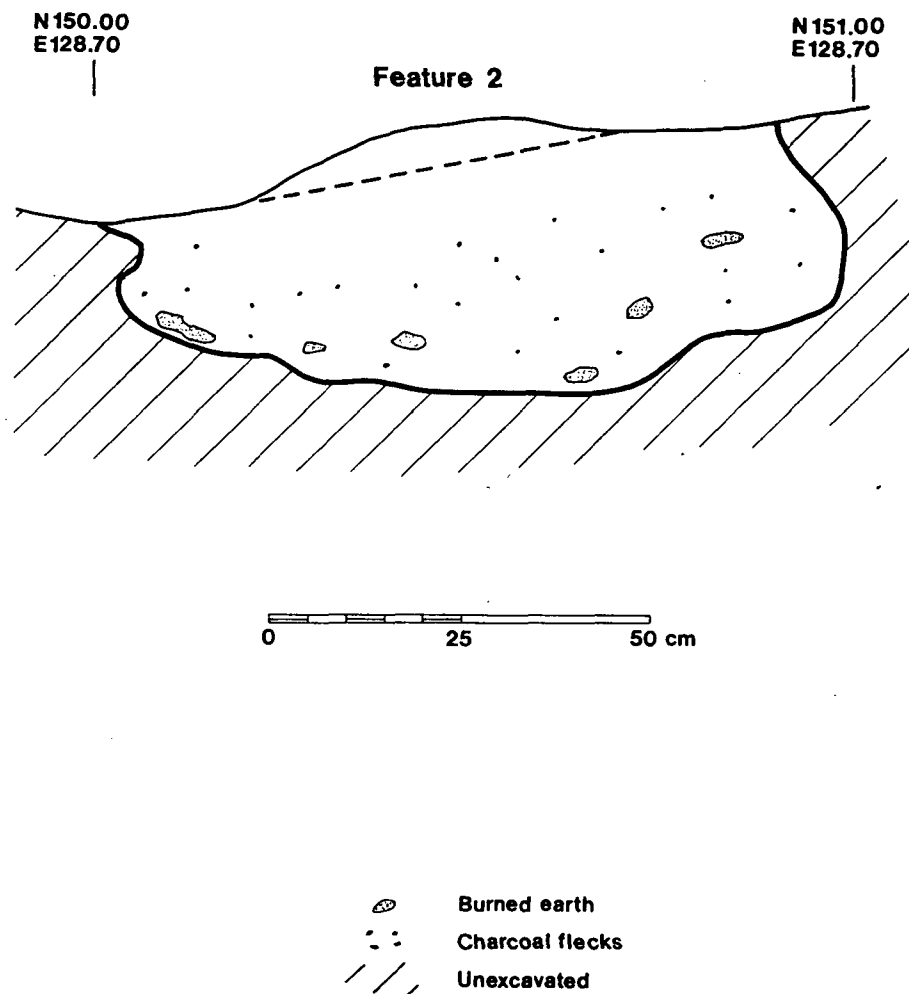 N150.00
E128.70
N151.00
E128.70
Feature 2
0 25 50 cm
Burned earth
Charcoal flecks
Unexcavated